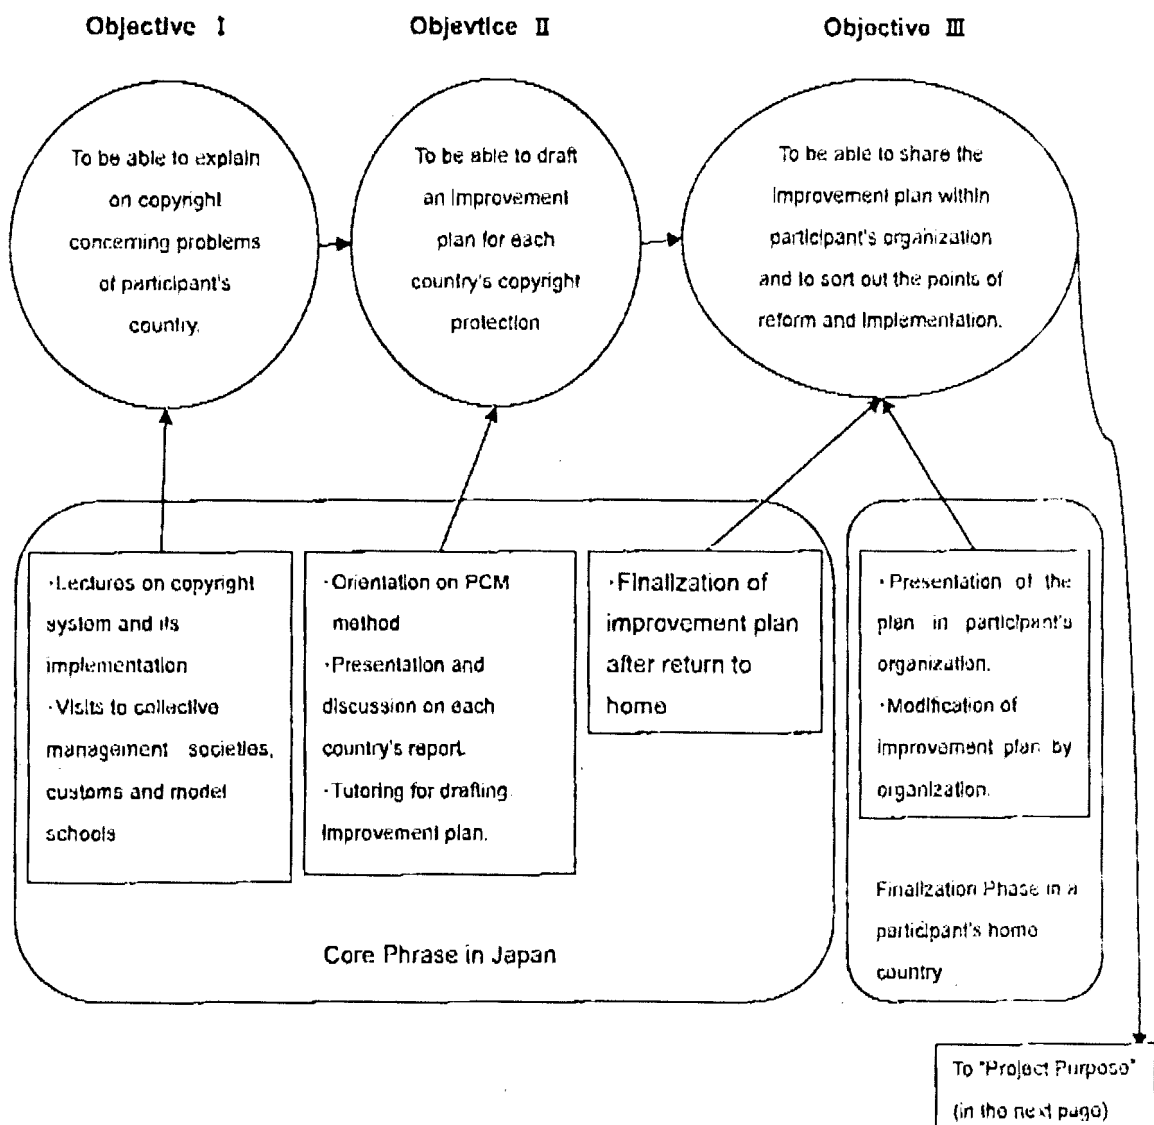 Objective I
Objevtice II
Objective III
To be able to explain
on copyright
concerning problems
of participant's
country.
To be able to draft
an improvement
plan for each
country's copyright
protection
To be able to share the
improvement plan within
participant's organization
and to sort out the points of
reform and implementation.
·Lectures on copyright
system and its
implementation
·Visits to collective
management societies,
customs and model
schools
·Orientation on PCM
method
·Presentation and
discussion on each
country's report.
·Tutoring for drafting
improvement plan.
·Finalization of
improvement plan
after return to
home
·Presentation of the
plan in participant's
organization.
·Modification of
improvement plan by
organization.
Core Phrase in Japan
Finalization Phase in a
participant's home
country
To "Project Purpose"
(in the next page)